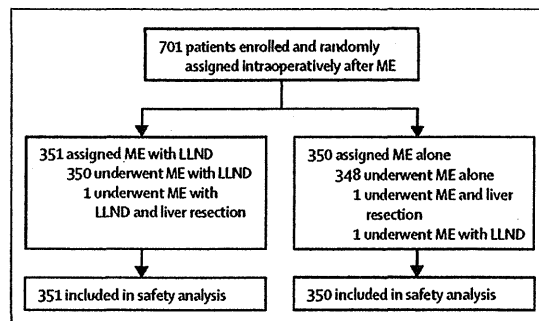 701 patients enrolled and randomly
assigned intraoperatively after ME
351 assigned ME with LLND
350 underwent ME with LLND
1 underwent ME with
LLND and liver resection
350 assigned ME alone
348 underwent ME alone
1 underwent ME and liver
resection
1 underwent ME with LLND
351 included in safety analysis
350 included in safety analysis